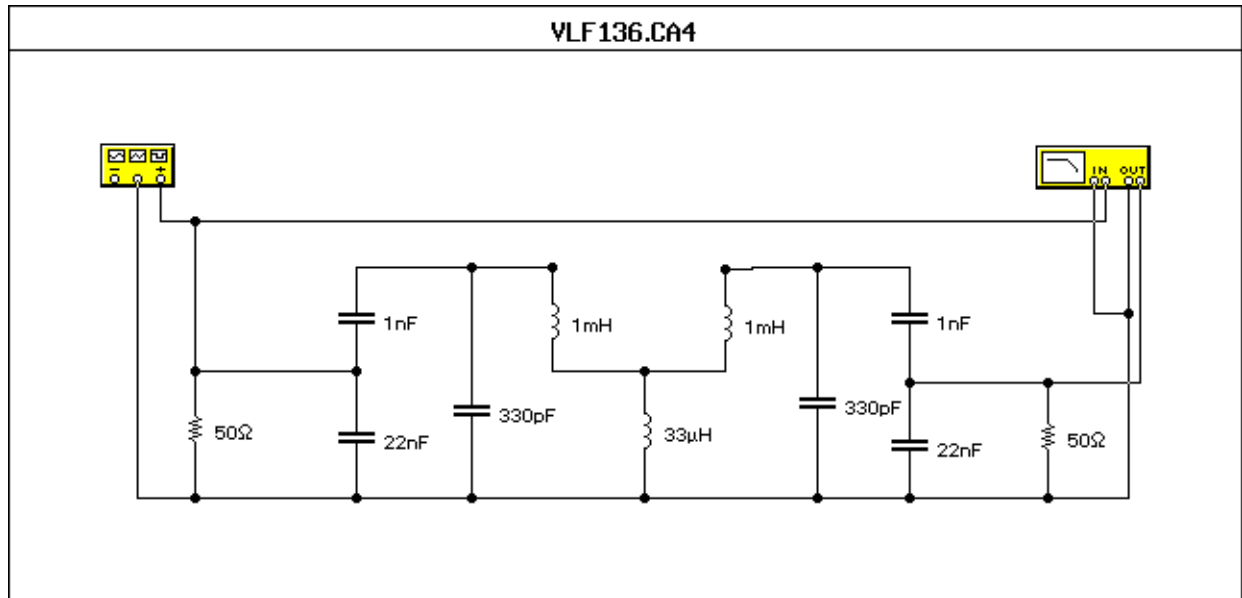 VLF136.CA4
- +
IN OUT
1nF
1mH
1mH
1nF
50Ω
22nF
330pF
33μH
330pF
22nF
50Ω